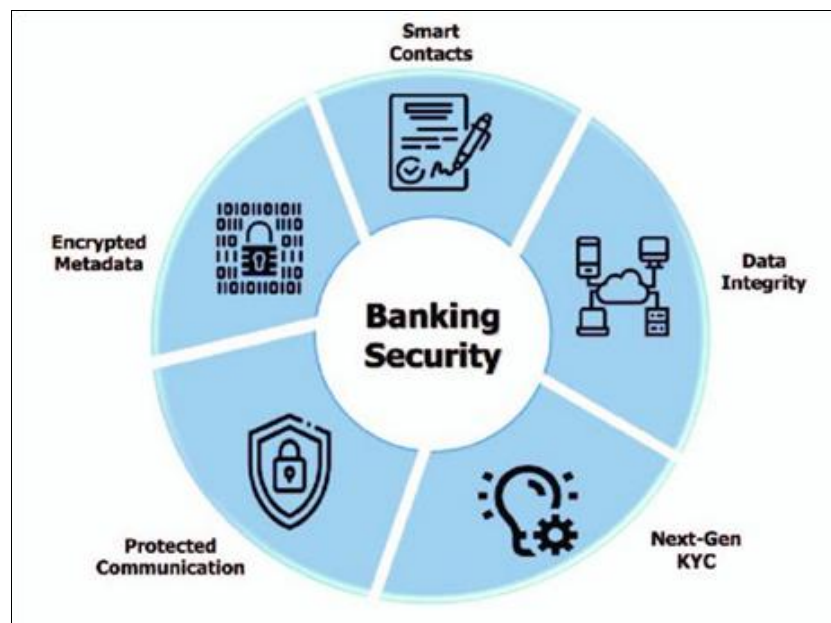 Smart
Contacts
Encrypted
Metadata
Data
Integrity
Banking
Security
Protected
Communication
Next-Gen
KYC